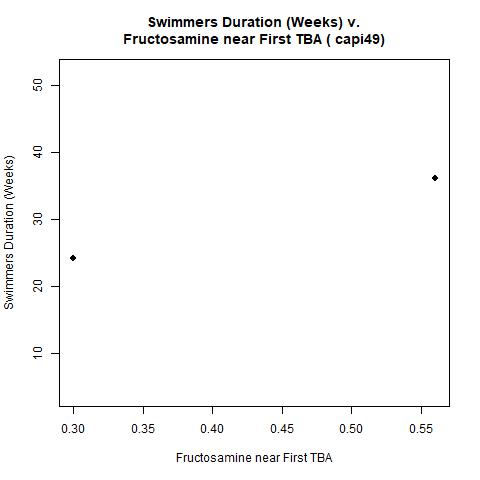 Swimmers Duration (Weeks) v.
Fructosamine near First TBA ( capi49)
Swimmers Duration (Weeks)
50
40
30
20
10
0.30 0.35 0.40 0.45 0.50 0.55
Fructosamine near First TBA